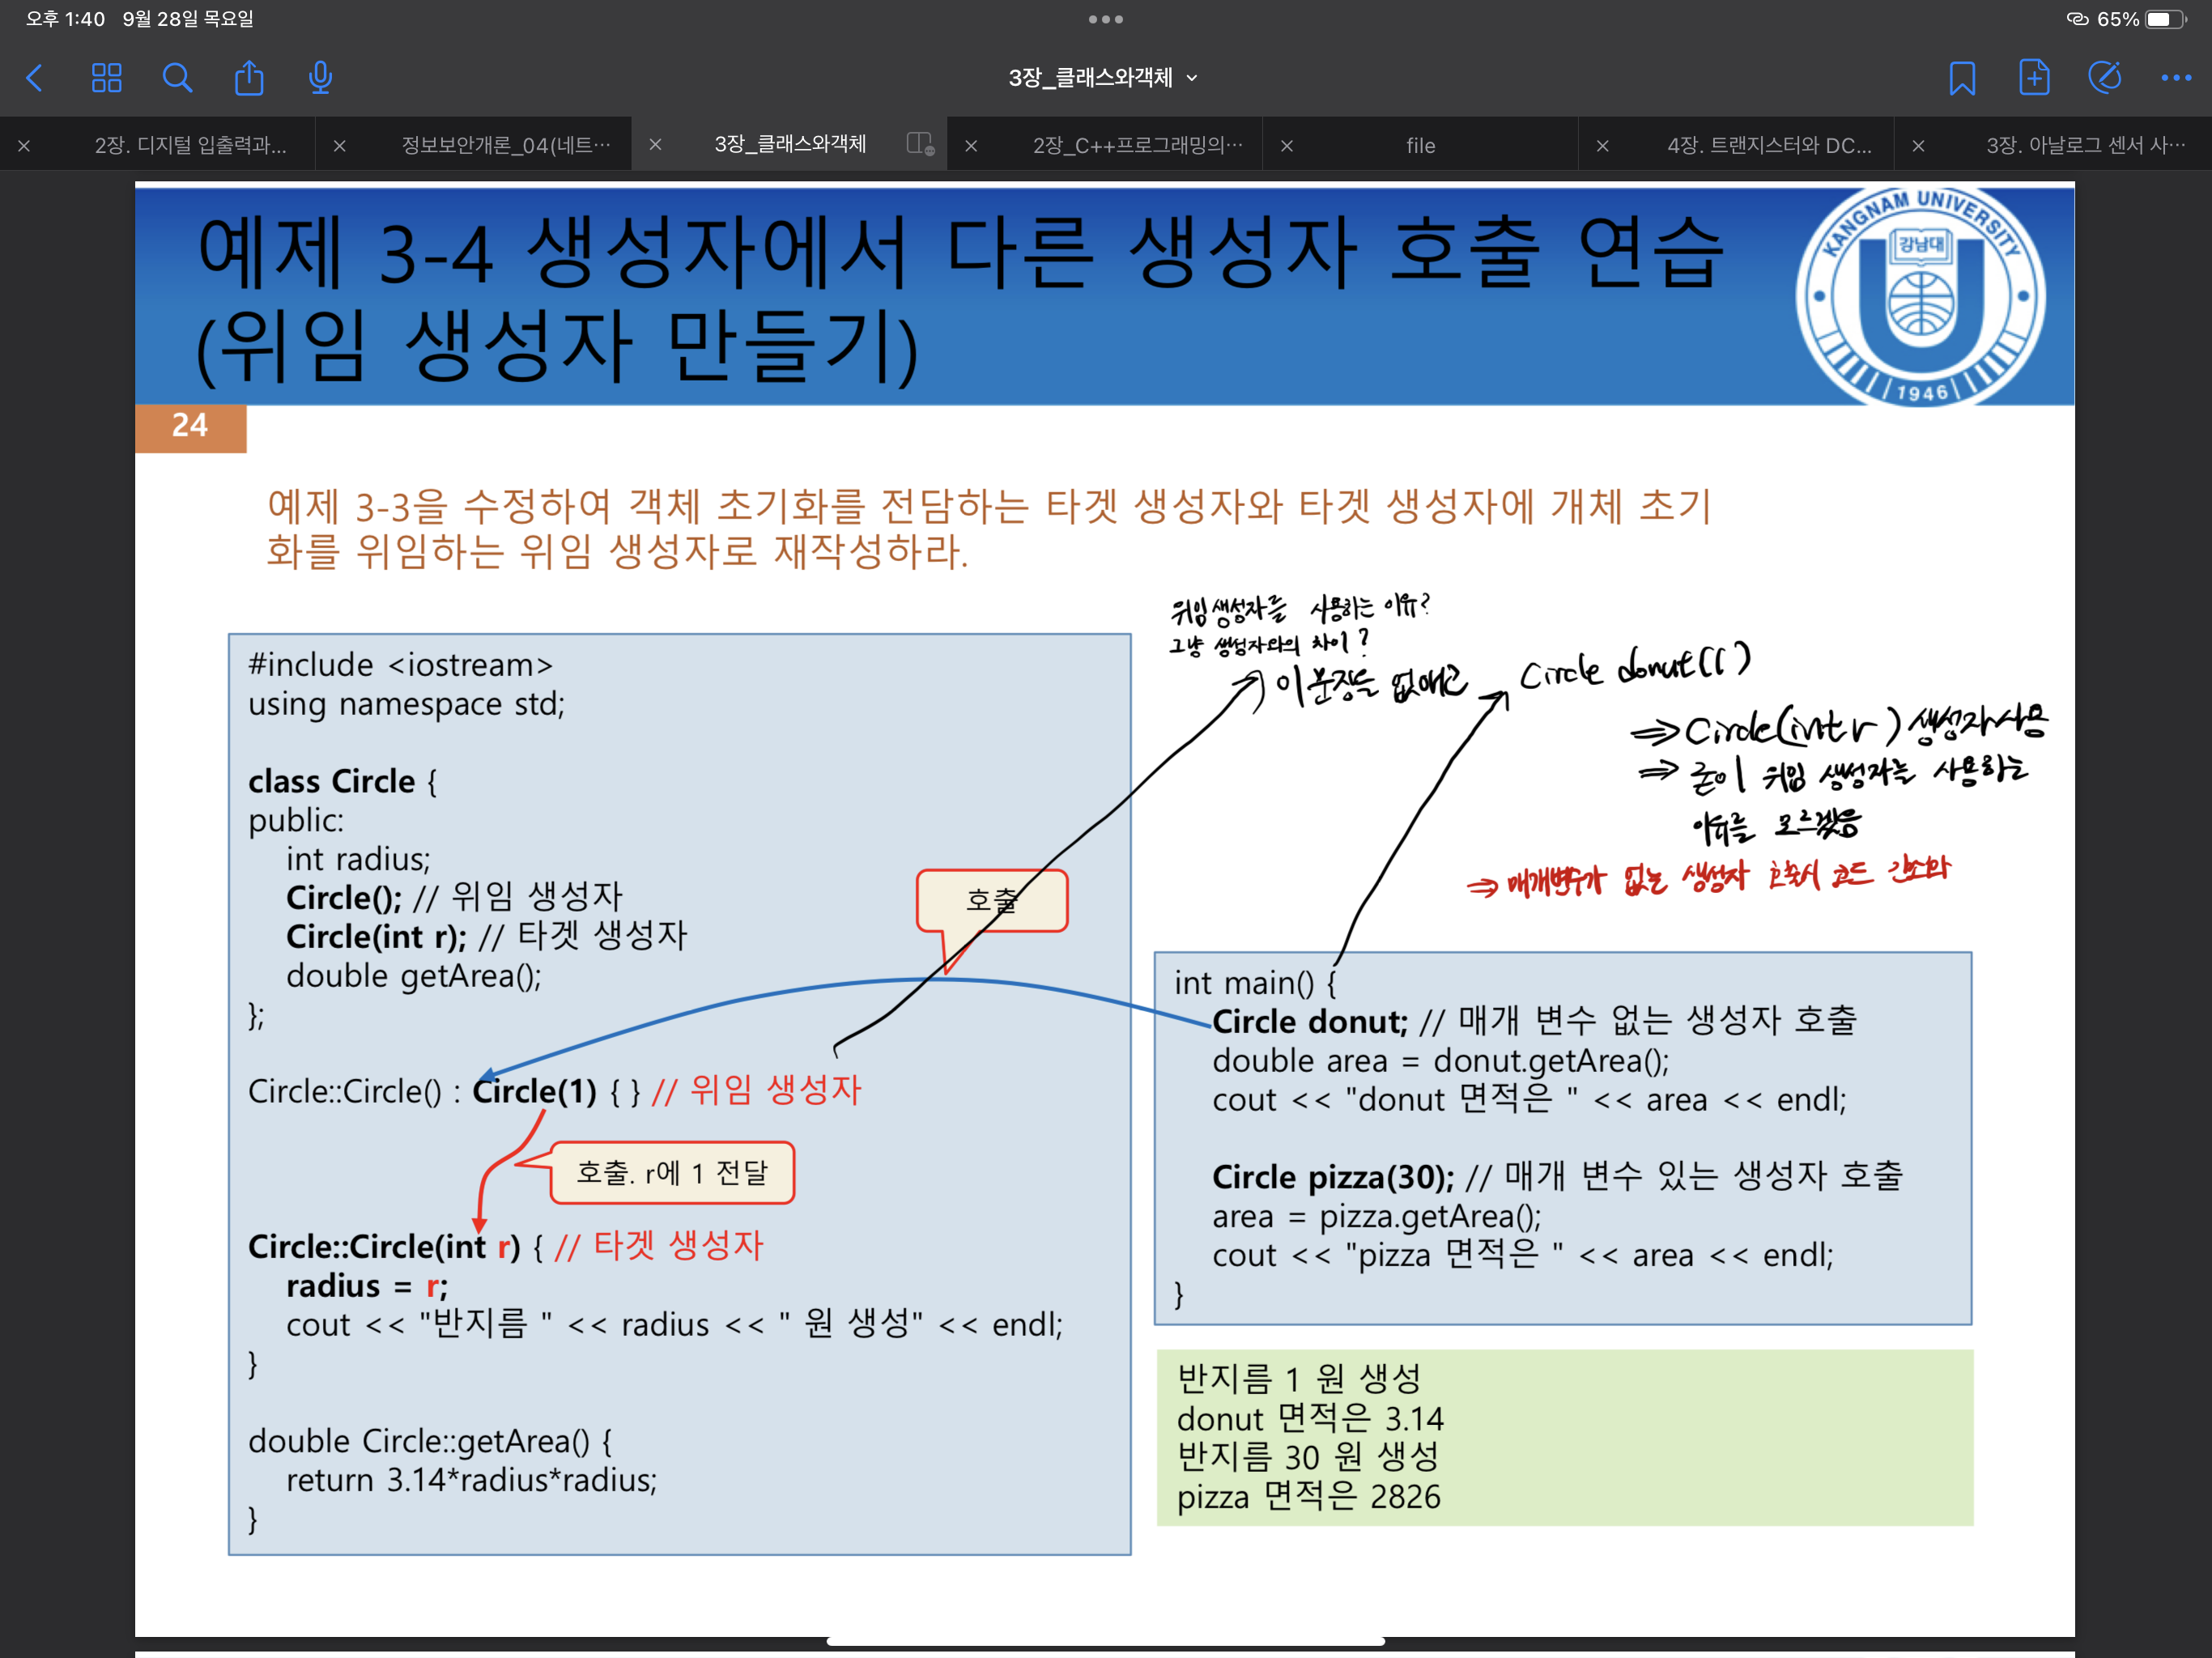 오후 1:40 9월 28일 목요일
65%
3장_클래스와객체
2장. 디지털 입출력과...
정보보안개론_04(네트...
3장_클래스와객체
2장_C++프로그래밍의...
file
4장. 트랜지스터와 DC...
3장. 아날로그 센서 사...
예제 3-4 생성자에서 다른 생성자 호출 연습
(위임 생성자 만들기)
KANGNAM UNIVERSITY
강남대
1946
24
예제 3-3을 수정하여 객체 초기화를 전담하는 타겟 생성자와 타겟 생성자에 개체 초기
화를 위임하는 위임 생성자로 재작성하라.
위임생성자를 사용하는 이유?
그냥 생성자와의 차이?
이 문장을 없애고
Circle donut(1)
⇒ Circle(int r) 생성자 사용
⇒ 굳이 위임 생성자를 사용하는
이유를 모르겠음
⇒ 매개변수가 없는 생성자 호출시 코드 간소화
#include <iostream>
using namespace std;
class Circle {
public:
int radius;
Circle(); // 위임 생성자
Circle(int r); // 타겟 생성자
double getArea();
};
호출
Circle::Circle() : Circle(1) { } // 위임 생성자
호출. r에 1 전달
Circle::Circle(int r) { // 타겟 생성자
radius = r;
cout << "반지름 " << radius << " 원 생성" << endl;
}
double Circle::getArea() {
return 3.14*radius*radius;
}
int main() {
Circle donut; // 매개 변수 없는 생성자 호출
double area = donut.getArea();
cout << "donut 면적은 " << area << endl;
Circle pizza(30); // 매개 변수 있는 생성자 호출
area = pizza.getArea();
cout << "pizza 면적은 " << area << endl;
}
반지름 1 원 생성
donut 면적은 3.14
반지름 30 원 생성
pizza 면적은 2826